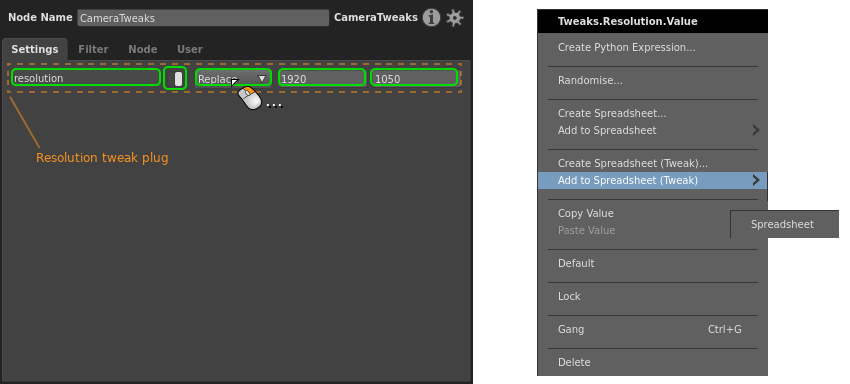 Node Name CameraTweaks CameraTweaks
Settings Filter Node User
resolution Replace 1920 1050
...
Resolution tweak plug
Tweaks.Resolution.Value
Create Python Expression...
Randomise...
Create Spreadsheet...
Add to Spreadsheet
Create Spreadsheet (Tweak)...
Add to Spreadsheet (Tweak)
Copy Value
Spreadsheet
Paste Value
Default
Lock
Gang Ctrl+G
Delete